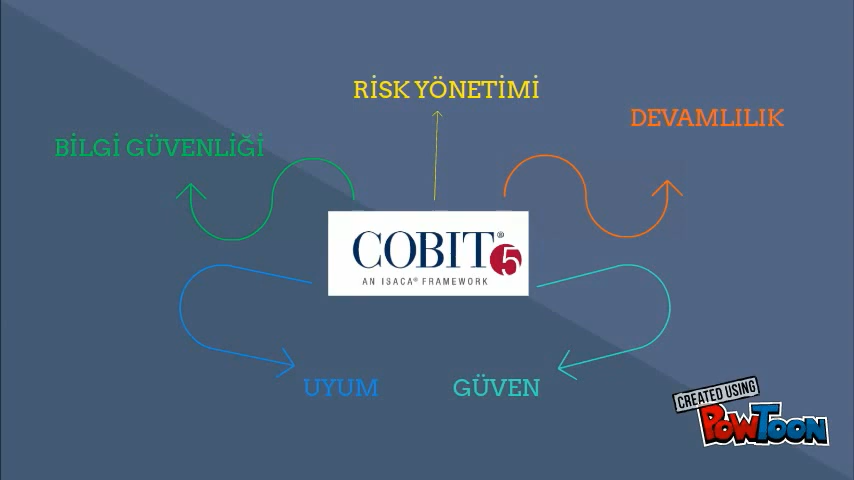 RİSK YÖNETİMİ
DEVAMLILIK
BİLGİ GÜVENLİĞİ
COBIT® 5
AN ISACA® FRAMEWORK
UYUM
GÜVEN
CREATED USING
POWTOON